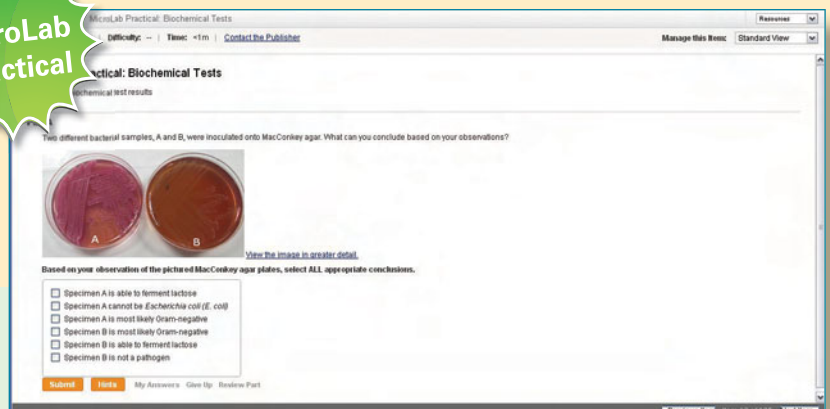 roLab
ctical
MicroLab Practical: Biochemical Tests
Resources
Difficulty: -- | Time: <1m | Contact the Publisher
Manage this Item: Standard View
actical: Biochemical Tests
ochemical test results
Two different bacterial samples, A and B, were inoculated onto MacConkey agar. What can you conclude based on your observations?
A
B
View the image in greater detail.
Based on your observation of the pictured MacConkey agar plates, select ALL appropriate conclusions.
Specimen A is able to ferment lactose
Specimen A cannot be Escherichia coli (E. coli)
Specimen A is most likely Gram-negative
Specimen B is most likely Gram-negative
Specimen B is able to ferment lactose
Specimen B is not a pathogen
Submit Hints My Answers Give Up Review Part